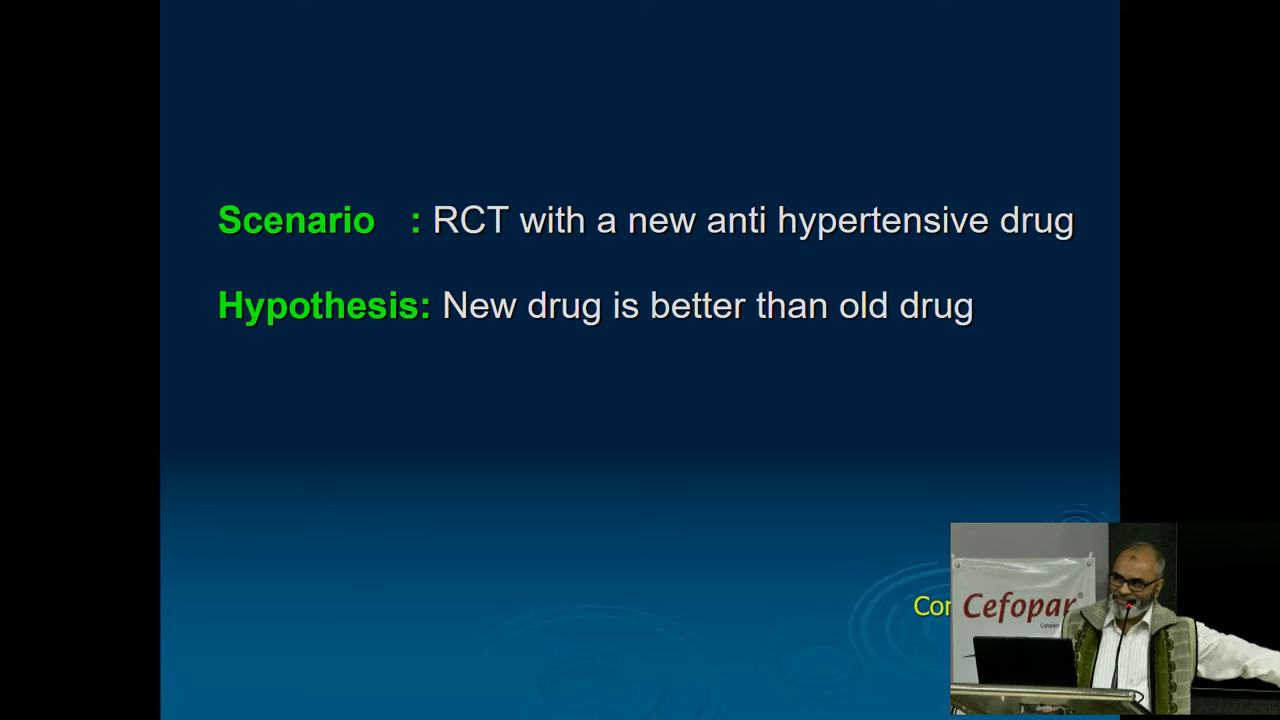 Scenario : RCT with a new anti hypertensive drug
Hypothesis: New drug is better than old drug
Cefopar®